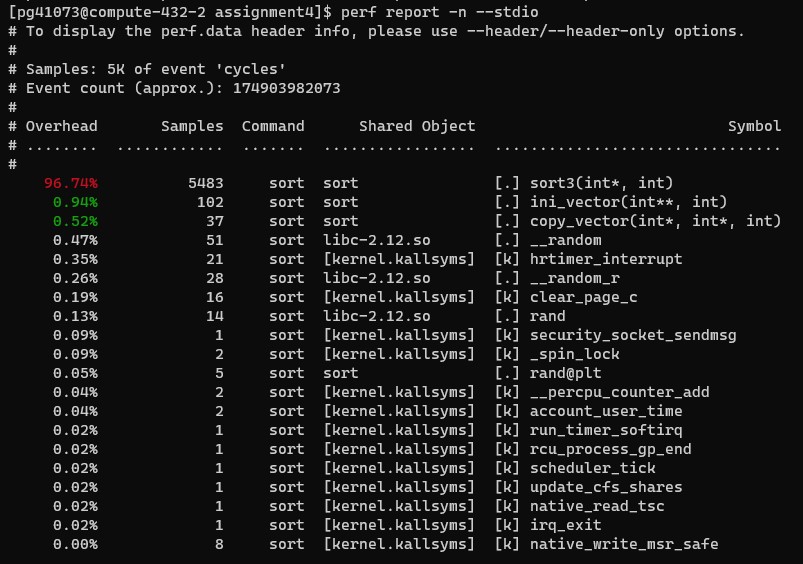 [pg41073@compute-432-2 assignment4]$ perf report -n --stdio
# To display the perf.data header info, please use --header/--header-only options.
#
# Samples: 5K of event 'cycles'
# Event count (approx.): 174903982073
#
# Overhead       Samples  Command      Shared Object                            Symbol
# ........  ............  .......  .................  ................................
#
    96.74%          5483     sort  sort               [.] sort3(int*, int)
     0.94%           102     sort  sort               [.] ini_vector(int**, int)
     0.52%            37     sort  sort               [.] copy_vector(int*, int*, int)
     0.47%            51     sort  libc-2.12.so       [.] __random
     0.35%            21     sort  [kernel.kallsyms]  [k] hrtimer_interrupt
     0.26%            28     sort  libc-2.12.so       [.] __random_r
     0.19%            16     sort  [kernel.kallsyms]  [k] clear_page_c
     0.13%            14     sort  libc-2.12.so       [.] rand
     0.09%             1     sort  [kernel.kallsyms]  [k] security_socket_sendmsg
     0.09%             2     sort  [kernel.kallsyms]  [k] _spin_lock
     0.05%             5     sort  sort               [.] rand@plt
     0.04%             2     sort  [kernel.kallsyms]  [k] __percpu_counter_add
     0.04%             2     sort  [kernel.kallsyms]  [k] account_user_time
     0.02%             1     sort  [kernel.kallsyms]  [k] run_timer_softirq
     0.02%             1     sort  [kernel.kallsyms]  [k] rcu_process_gp_end
     0.02%             1     sort  [kernel.kallsyms]  [k] scheduler_tick
     0.02%             1     sort  [kernel.kallsyms]  [k] update_cfs_shares
     0.02%             1     sort  [kernel.kallsyms]  [k] native_read_tsc
     0.02%             1     sort  [kernel.kallsyms]  [k] irq_exit
     0.00%             8     sort  [kernel.kallsyms]  [k] native_write_msr_safe